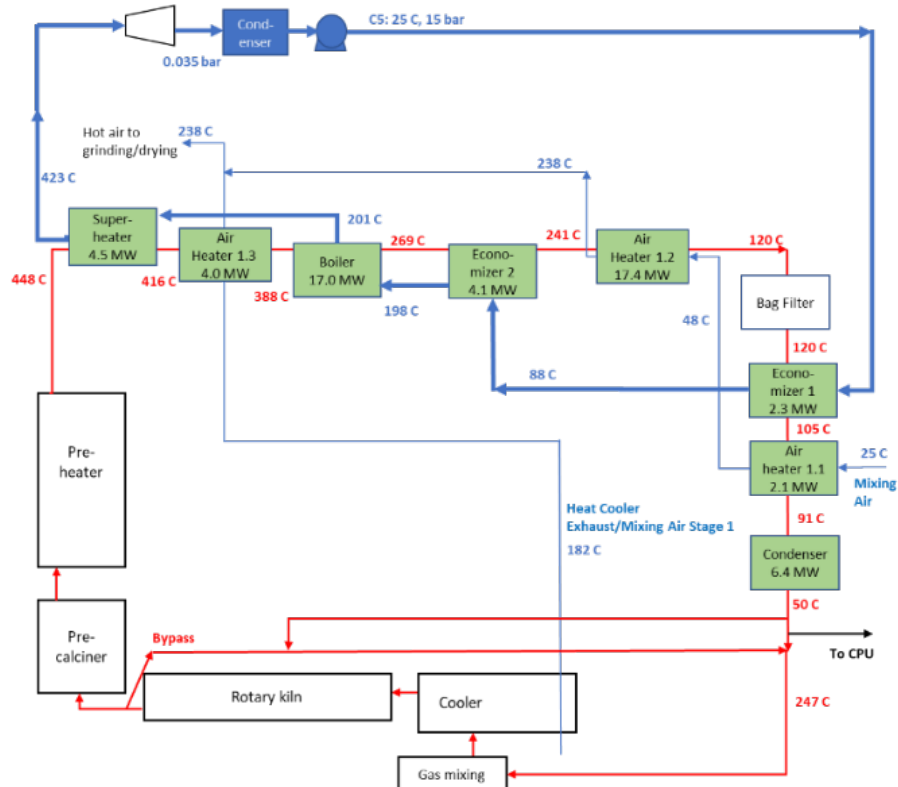 Cond-
enser
C5: 25 C, 15 bar
0.035 bar
Hot air to
grinding/drying
238 C
238 C
423 C
Super-
heater
4.5 MW
201 C
Air
Heater 1.3
4.0 MW
Boiler
17.0 MW
269 C
Econo-
mizer 2
4.1 MW
241 C
Air
Heater 1.2
17.4 MW
120 C
448 C
416 C
388 C
198 C
48 C
Bag Filter
120 C
88 C
Econo-
mizer 1
2.3 MW
105 C
Air
heater 1.1
2.1 MW
25 C
Mixing
Air
Pre-
heater
Heat Cooler
Exhaust/Mixing Air Stage 1
182 C
91 C
Condenser
6.4 MW
50 C
To CPU
Pre-
calciner
Bypass
Rotary kiln
Cooler
247 C
Gas mixing